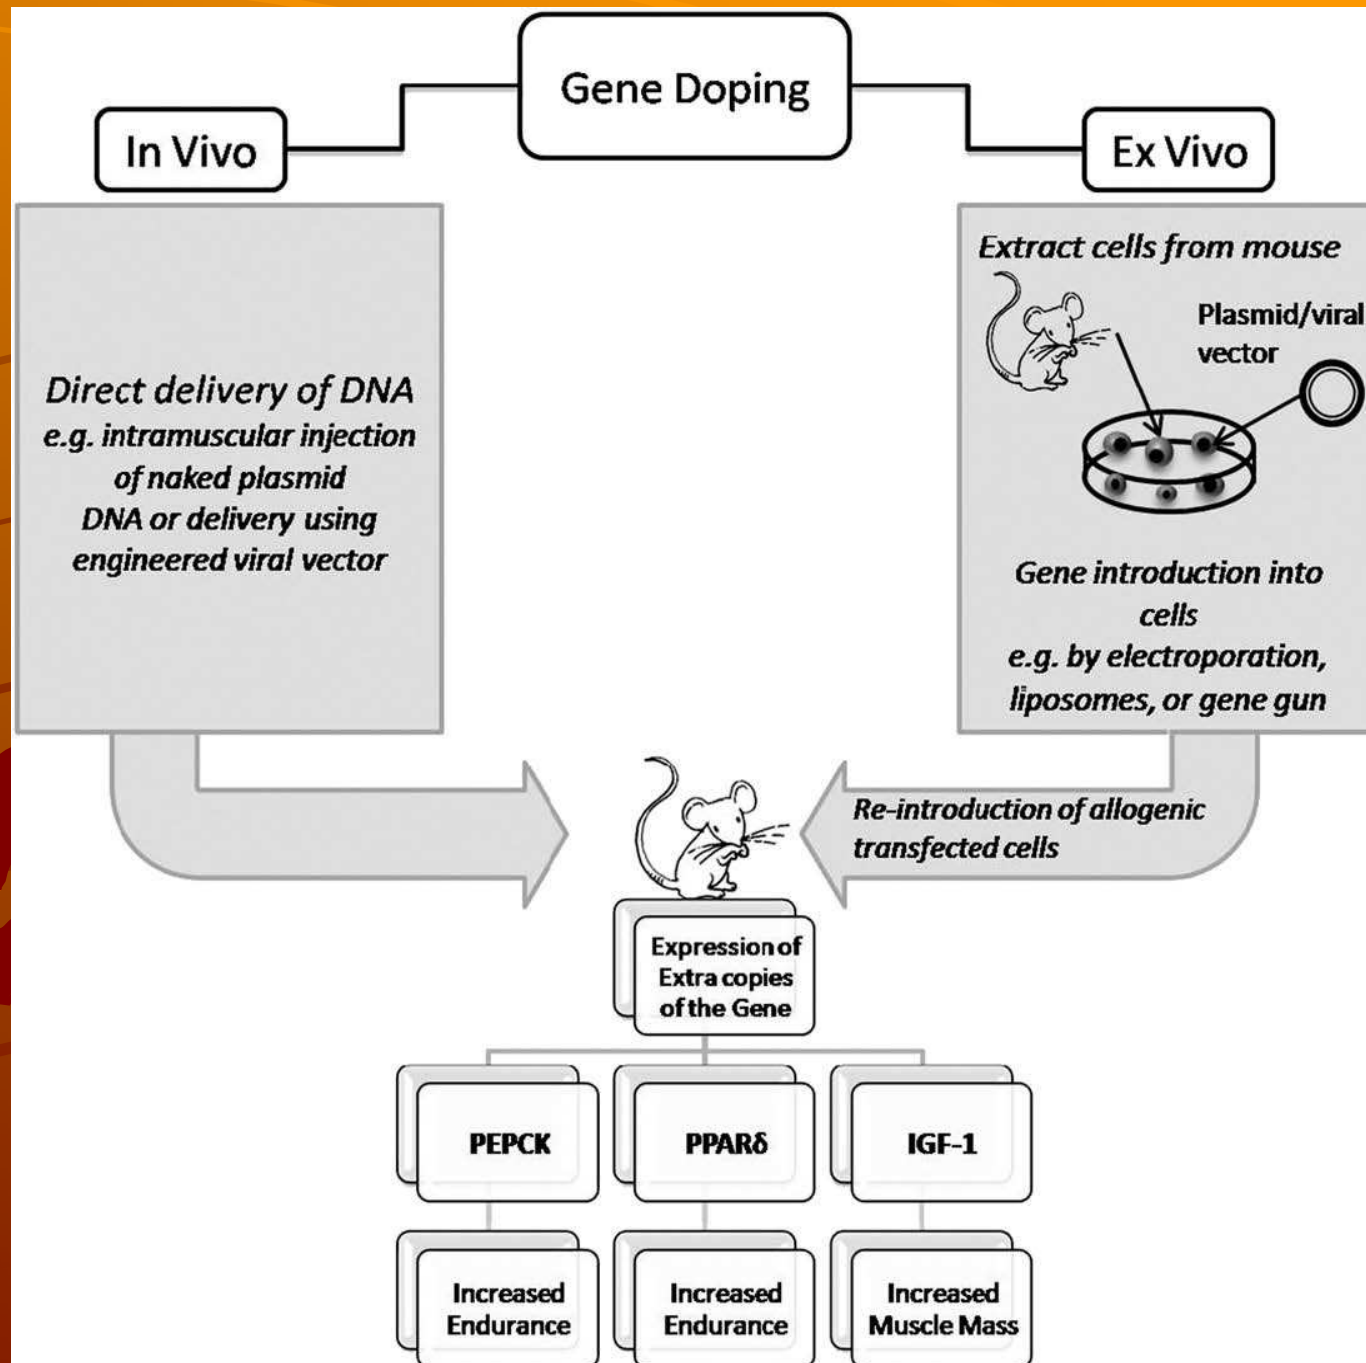 Gene Doping
In Vivo
Ex Vivo
Direct delivery of DNA
e.g. intramuscular injection
of naked plasmid
DNA or delivery using
engineered viral vector
Extract cells from mouse
Plasmid/viral
vector
Gene introduction into
cells
e.g. by electroporation,
liposomes, or gene gun
Re-introduction of allogenic
transfected cells
Expression of
Extra copies
of the Gene
PEPCK
PPARδ
IGF-1
Increased
Endurance
Increased
Endurance
Increased
Muscle Mass